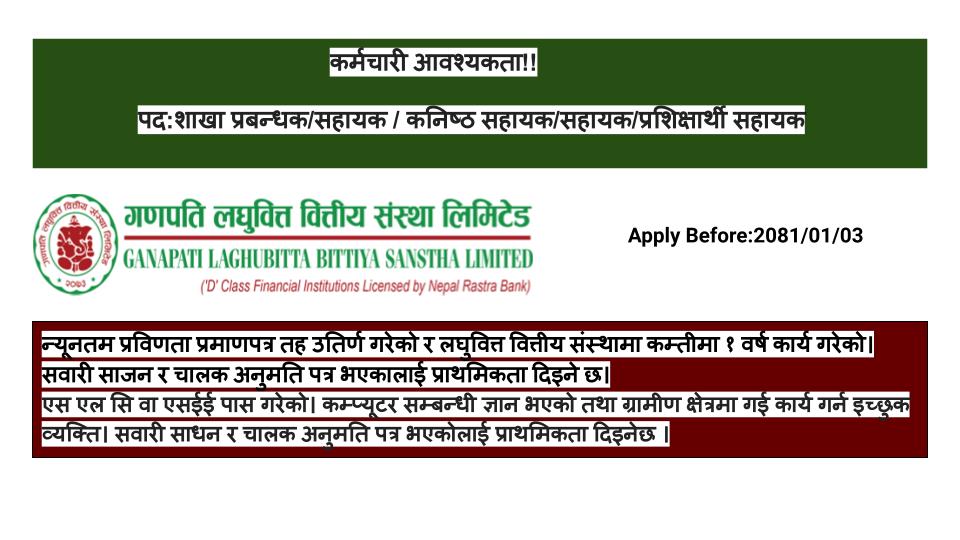 कर्मचारी आवश्यकता!!
पद:शाखा प्रबन्धक/सहायक / कनिष्ठ सहायक/सहायक/प्रशिक्षार्थी सहायक
गणपति लघुवित्त वित्तीय संस्था लिमिटेड
गणपति लघुवित्त वित्तीय संस्था लिमिटेड
२०७३
GANAPATI LAGHUBITTA BITTIYA SANSTHA LIMITED
('D' Class Financial Institutions Licensed by Nepal Rastra Bank)
Apply Before:2081/01/03
न्यूनतम प्रविणता प्रमाणपत्र तह उतिर्ण गरेको र लघुवित्त वित्तीय संस्थामा कम्तीमा १ वर्ष कार्य गरेको।
सवारी साजन र चालक अनुमति पत्र भएकालाई प्राथमिकता दिइने छ।
एस एल सि वा एसईई पास गरेको। कम्प्यूटर सम्बन्धी ज्ञान भएको तथा ग्रामीण क्षेत्रमा गई कार्य गर्न इच्छुक
व्यक्ति। सवारी साधन र चालक अनुमति पत्र भएकोलाई प्राथमिकता दिइनेछ ।